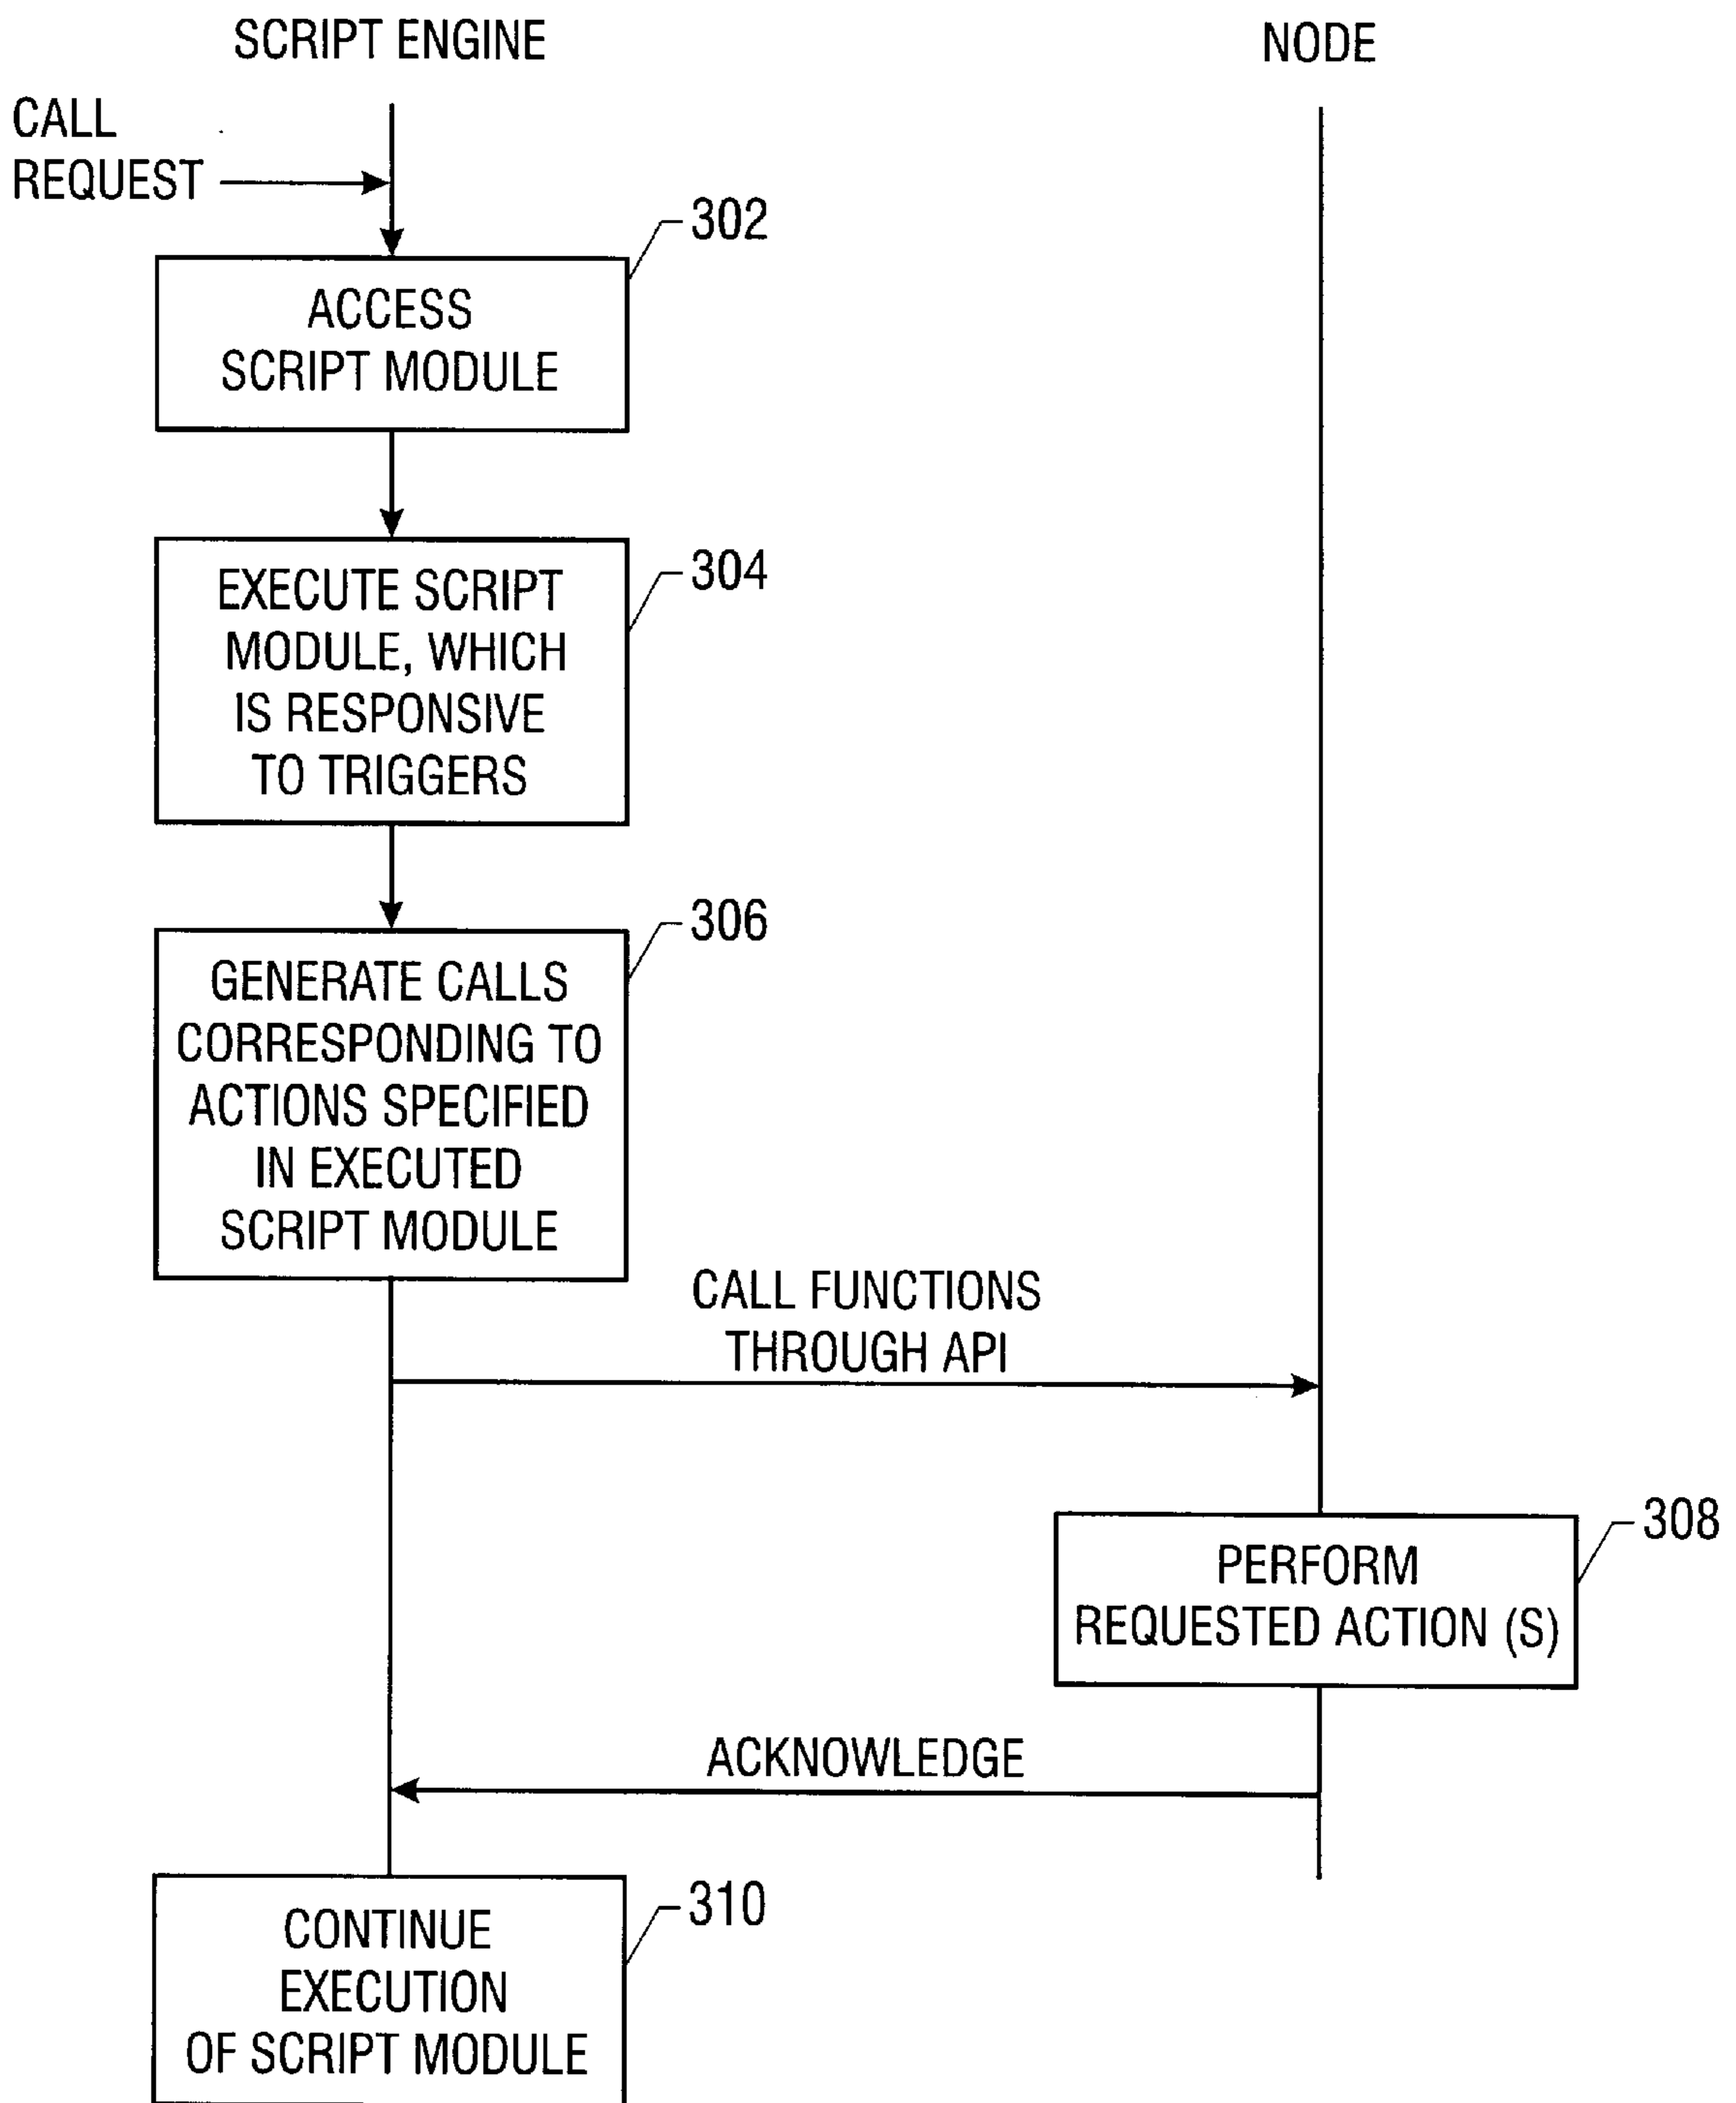 SCRIPT ENGINE
NODE
CALL
REQUEST
302
ACCESS
SCRIPT MODULE
304
EXECUTE SCRIPT
MODULE, WHICH
IS RESPONSIVE
TO TRIGGERS
306
GENERATE CALLS
CORRESPONDING TO
ACTIONS SPECIFIED
IN EXECUTED
SCRIPT MODULE
CALL FUNCTIONS
THROUGH API
308
PERFORM
REQUESTED ACTION (S)
ACKNOWLEDGE
310
CONTINUE
EXECUTION
OF SCRIPT MODULE